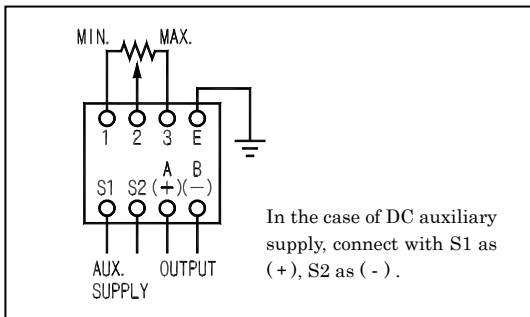 MIN. MAX.
1 2 3 E
A B
S1 S2 (+) (−)
AUX. OUTPUT
SUPPLY
In the case of DC auxiliary
supply, connect with S1 as
(+), S2 as ( - ) .